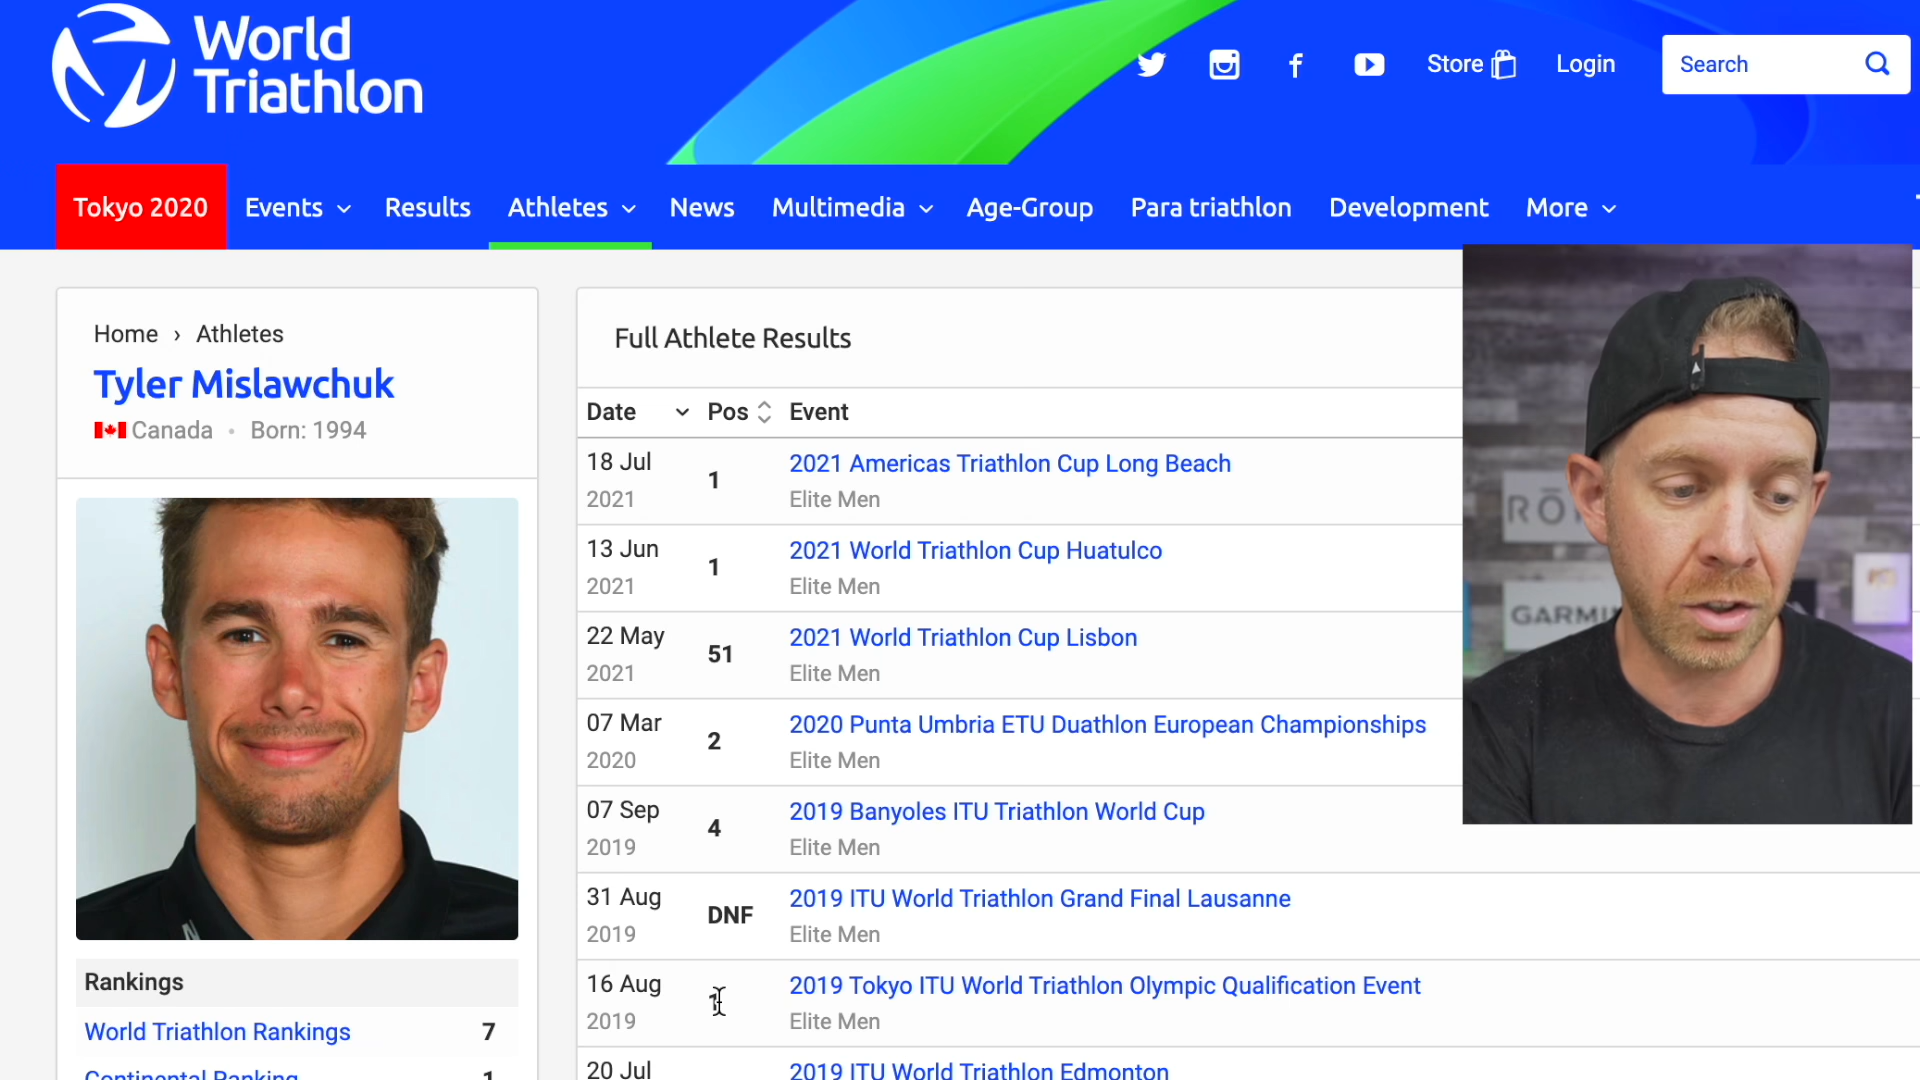 World
Triathlon
Store
Login
Search
Tokyo 2020
Events
Results
Athletes
News
Multimedia
Age-Group
Para triathlon
Development
More
Home › Athletes
Tyler Mislawchuk
Canada • Born: 1994
Rankings
World Triathlon Rankings 7
Continental Ranking 1
Full Athlete Results
Date Pos Event
18 Jul 2021 1 2021 Americas Triathlon Cup Long Beach
Elite Men
13 Jun 2021 1 2021 World Triathlon Cup Huatulco
Elite Men
22 May 2021 51 2021 World Triathlon Cup Lisbon
Elite Men
07 Mar 2020 2 2020 Punta Umbria ETU Duathlon European Championships
Elite Men
07 Sep 2019 4 2019 Banyoles ITU Triathlon World Cup
Elite Men
31 Aug 2019 DNF 2019 ITU World Triathlon Grand Final Lausanne
Elite Men
16 Aug 2019 1 2019 Tokyo ITU World Triathlon Olympic Qualification Event
Elite Men
20 Jul 2019 ITU World Triathlon Edmonton